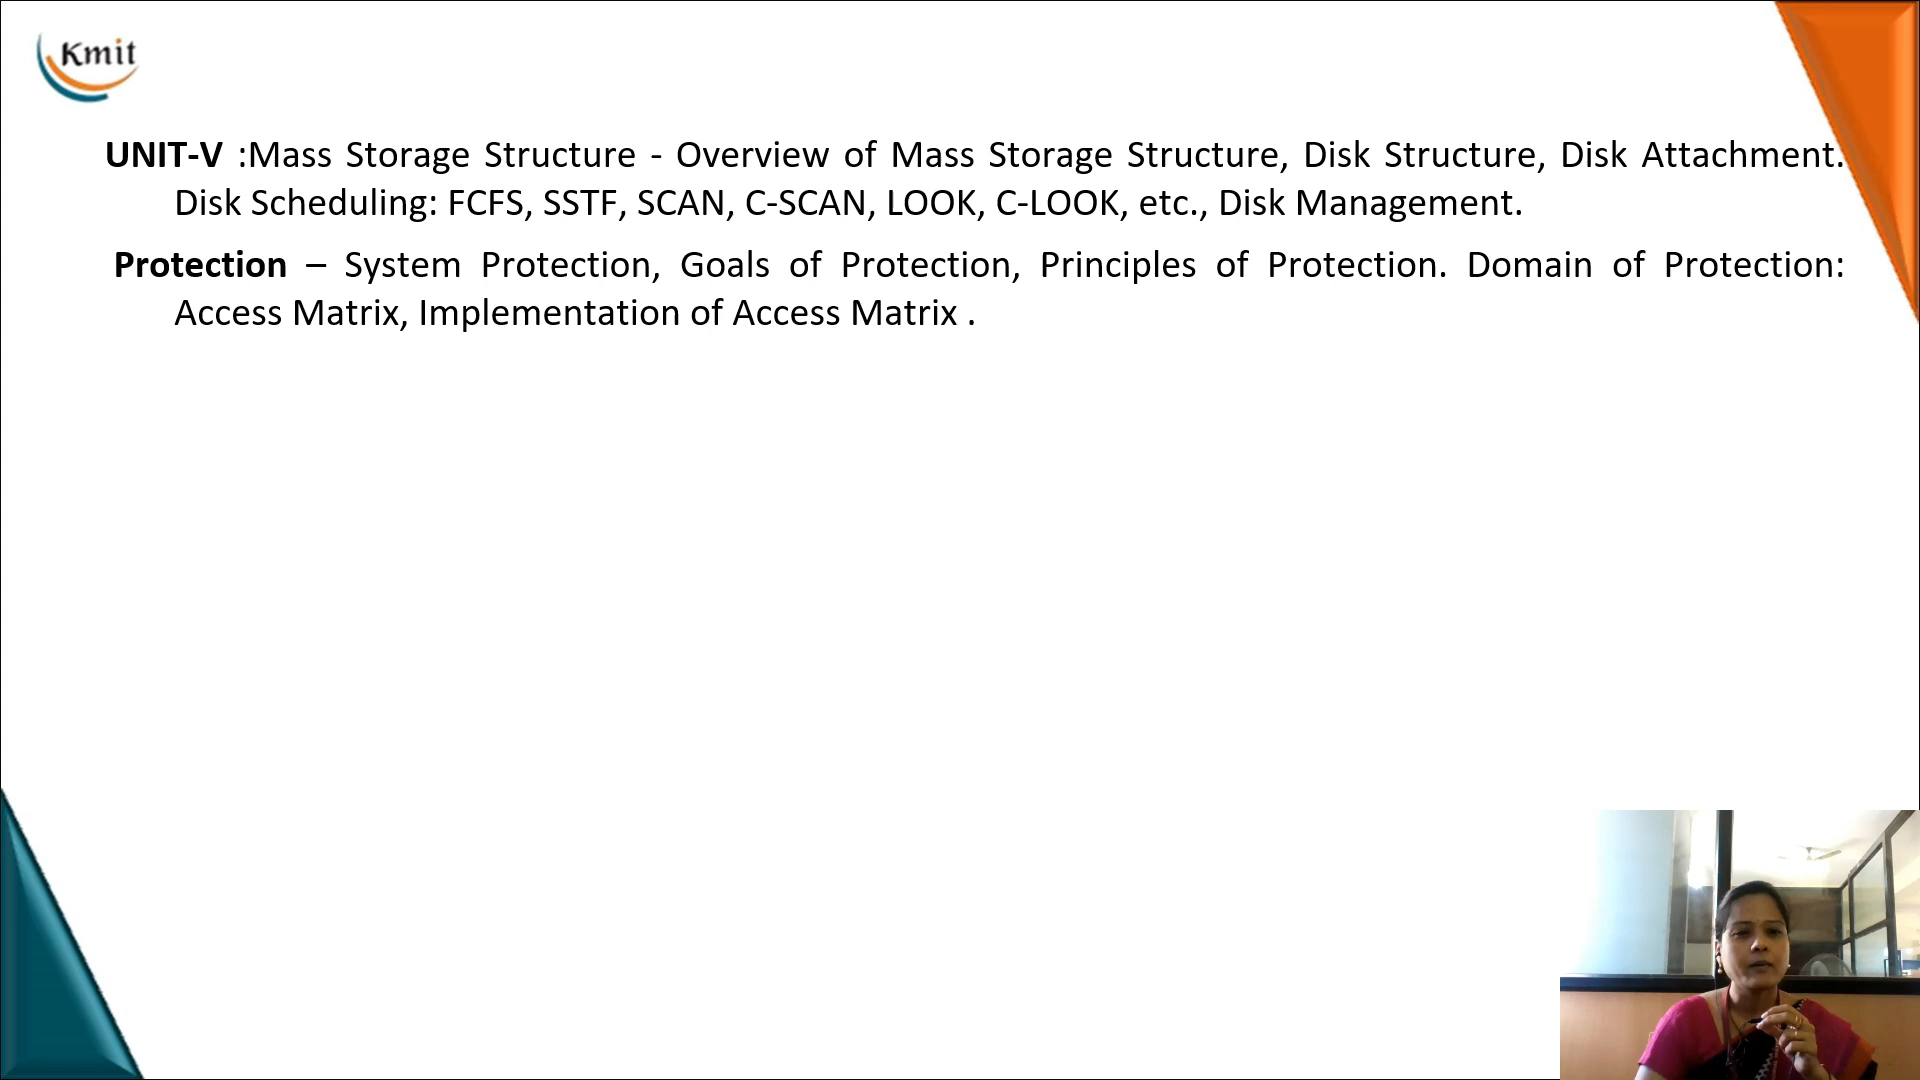 Kmit
UNIT-V :Mass Storage Structure - Overview of Mass Storage Structure, Disk Structure, Disk Attachment.
Disk Scheduling: FCFS, SSTF, SCAN, C-SCAN, LOOK, C-LOOK, etc., Disk Management.
Protection – System Protection, Goals of Protection, Principles of Protection. Domain of Protection:
Access Matrix, Implementation of Access Matrix .